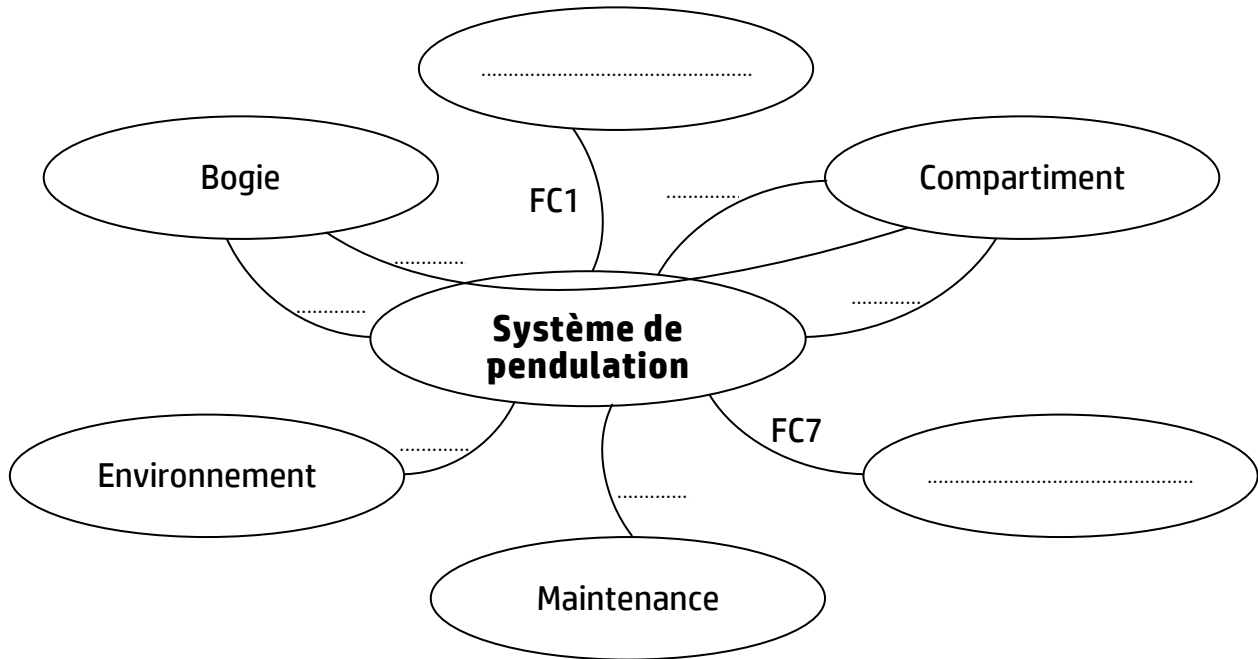 Bogie
Compartiment
FC1
Système de
pendulation
FC7
Environnement
Maintenance